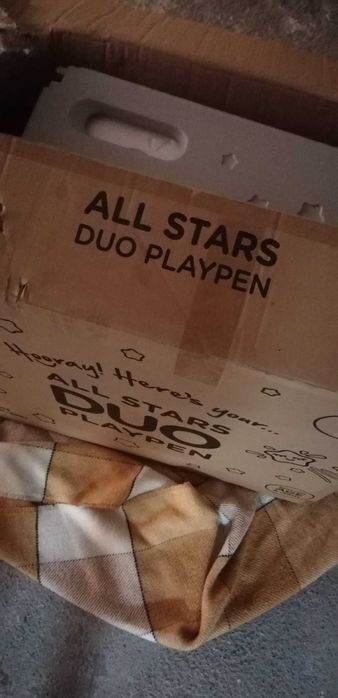 ALL STARS
DUO PLAYPEN
Hooray! Here's your...
ALL STARS
DUO
PLAYPEN